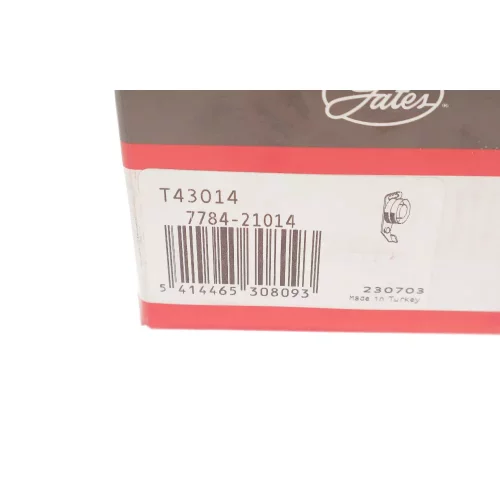 Gates
T43014
7784-21014
5 414465 308093
230703
Made in Turkey